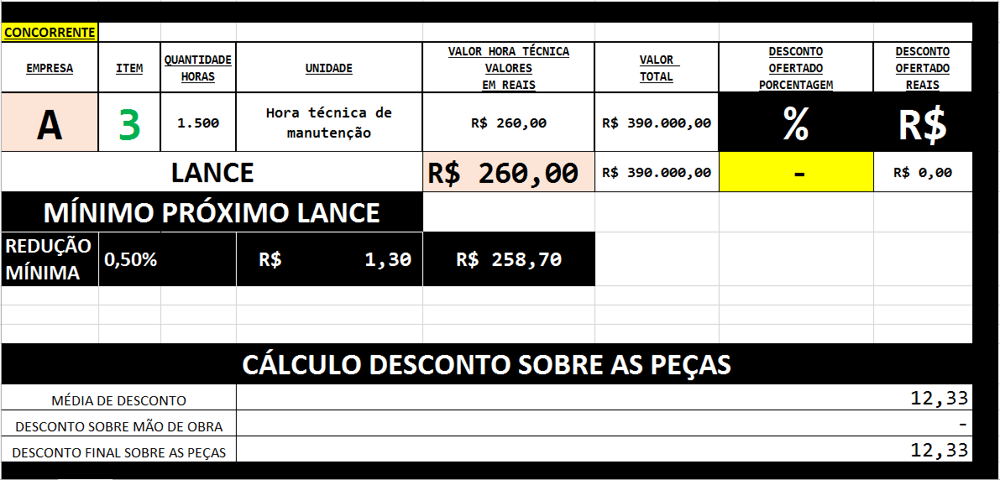 CONCORRENTE
EMPRESA
ITEM
QUANTIDADE
HORAS
UNIDADE
VALOR HORA TÉCNICA
VALORES
EM REAIS
VALOR
TOTAL
DESCONTO
OFERTADO
PORCENTAGEM
DESCONTO
OFERTADO
REAIS
A
3
1.500
Hora técnica de
manutenção
R$ 260,00
R$ 390.000,00
%
R$
LANCE
R$ 260,00
R$ 390.000,00
-
R$ 0,00
MÍNIMO PRÓXIMO LANCE
REDUÇÃO
MÍNIMA
0,50%
R$ 1,30
R$ 258,70
CÁLCULO DESCONTO SOBRE AS PEÇAS
MÉDIA DE DESCONTO
12,33
DESCONTO SOBRE MÃO DE OBRA
-
DESCONTO FINAL SOBRE AS PEÇAS
12,33